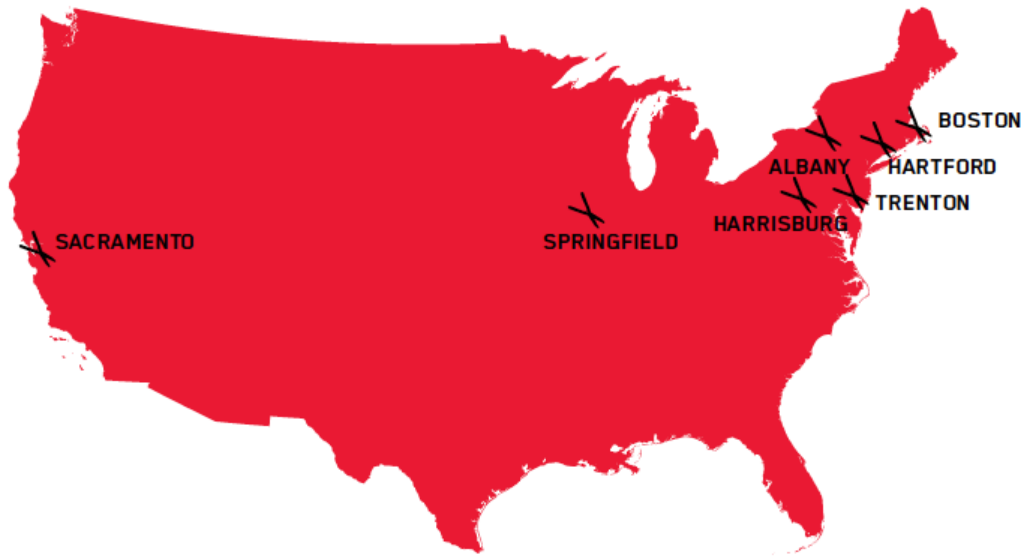 BOSTON
ALBANY
HARTFORD
TRENTON
HARRISBURG
SACRAMENTO
SPRINGFIELD